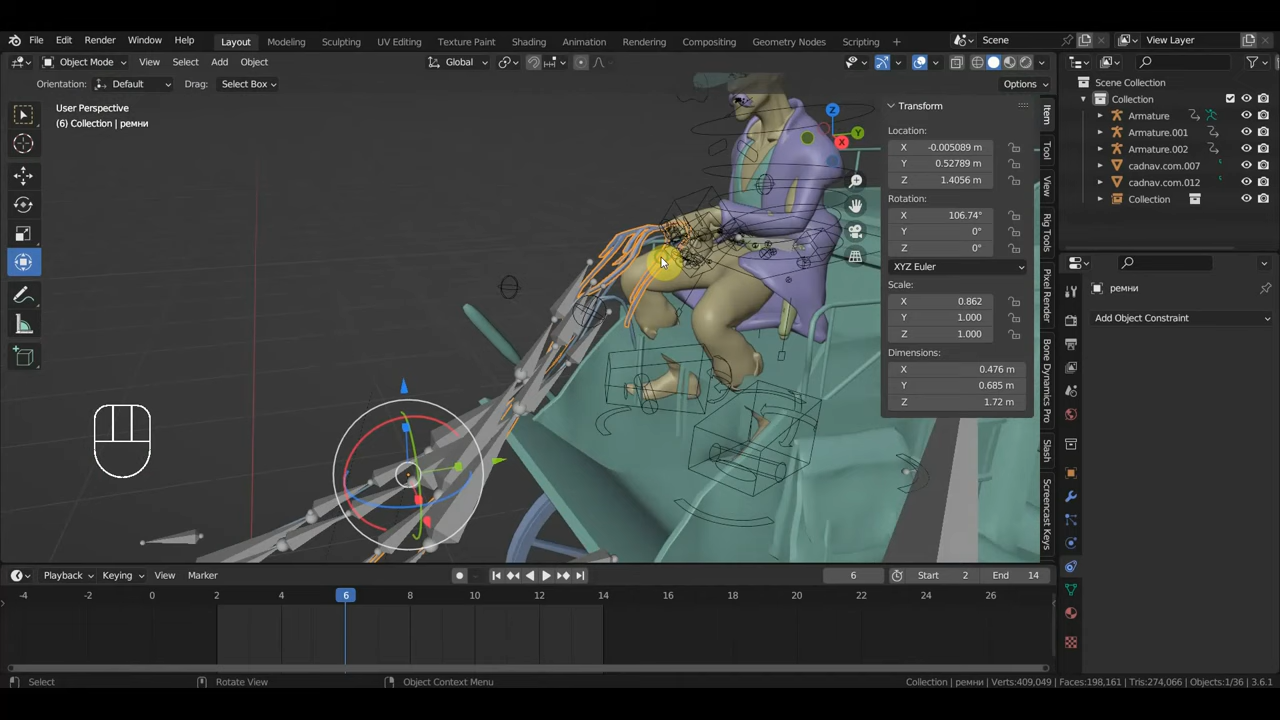 File Edit Render Window Help
Layout Modeling Sculpting UV Editing Texture Paint Shading Animation Rendering Compositing Geometry Nodes Scripting +
Scene
View Layer
Object Mode View Select Add Object
Global
Orientation: Default Drag: Select Box
Options
User Perspective
(6) Collection | ремни
Z
Y
X
Transform
Location:
X -0.005089 m
Y 0.52789 m
Z 1.4056 m
Rotation:
X 106.74°
Y 0°
Z 0°
XYZ Euler
Scale:
X 0.862
Y 1.000
Z 1.000
Dimensions:
X 0.476 m
Y 0.685 m
Z 1.72 m
Item
Tool
View
Rig Tools
Pixel Render
Bone Dynamics Pro
Slash
Screencast Keys
Scene Collection
Collection
Armature
Armature.001
Armature.002
cadnav.com.007
cadnav.com.012
Collection
ремни
Add Object Constraint
Playback Keying View Marker
6 Start 2 End 14
-4 -2 0 2 4 6 8 10 12 14 16 18 20 22 24 26
Select Rotate View Object Context Menu
Collection | ремни | Verts:409,049 | Faces:198,161 | Tris:274,066 | Objects:1/36 | 3.6.1